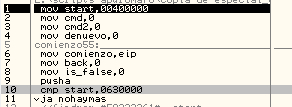 1 mov start,00400000
2 mov cmd,0
3 mov cmd2,0
4 mov denuevo,0
5 comienzo55:
6 mov comienzo,eip
7 mov back,0
8 mov is_false,0
9 pusha
10 cmp start,0630000
11 ja nohaymas